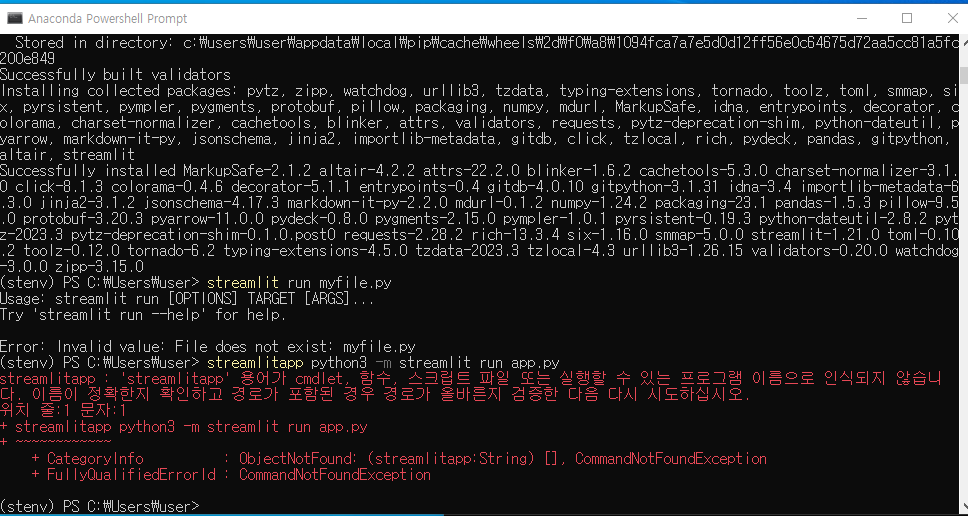 Anaconda Powershell Prompt
Stored in directory: c:₩users₩user₩appdata₩local₩pip₩cache₩wheels₩2d₩f0₩a8₩1094fca7a7e5d0d12ff56e0c64675d72aa5cc81a5fc
200e849
Successfully built validators
Installing collected packages: pytz, zipp, watchdog, urllib3, tzdata, typing-extensions, tornado, toolz, toml, smmap, si
x, pyrsistent, pympler, pygments, protobuf, pillow, packaging, numpy, mdurl, MarkupSafe, idna, entrypoints, decorator, c
olorama, charset-normalizer, cachetools, blinker, attrs, validators, requests, pytz-deprecation-shim, python-dateutil, p
yarrow, markdown-it-py, jsonschema, jinja2, importlib-metadata, gitdb, click, tzlocal, rich, pydeck, pandas, gitpython,
altair, streamlit
Successfully installed MarkupSafe-2.1.2 altair-4.2.2 attrs-22.2.0 blinker-1.6.2 cachetools-5.3.0 charset-normalizer-3.1.
0 click-8.1.3 colorama-0.4.6 decorator-5.1.1 entrypoints-0.4 gitdb-4.0.10 gitpython-3.1.31 idna-3.4 importlib-metadata-6
.3.0 jinja2-3.1.2 jsonschema-4.17.3 markdown-it-py-2.2.0 mdurl-0.1.2 numpy-1.24.2 packaging-23.1 pandas-1.5.3 pillow-9.5
.0 protobuf-3.20.3 pyarrow-11.0.0 pydeck-0.8.0 pygments-2.15.0 pympler-1.0.1 pyrsistent-0.19.3 python-dateutil-2.8.2 pyt
z-2023.3 pytz-deprecation-shim-0.1.0.post0 requests-2.28.2 rich-13.3.4 six-1.16.0 smmap-5.0.0 streamlit-1.21.0 toml-0.10
.2 toolz-0.12.0 tornado-6.2 typing-extensions-4.5.0 tzdata-2023.3 tzlocal-4.3 urllib3-1.26.15 validators-0.20.0 watchdog
-3.0.0 zipp-3.15.0
(stenv) PS C:₩Users₩user> streamlit run myfile.py
Usage: streamlit run [OPTIONS] TARGET [ARGS]...
Try 'streamlit run --help' for help.
Error: Invalid value: File does not exist: myfile.py
(stenv) PS C:₩Users₩user> streamlitapp python3 -m streamlit run app.py
streamlitapp : 'streamlitapp' 용어가 cmdlet, 함수, 스크립트 파일 또는 실행할 수 있는 프로그램 이름으로 인식되지 않습니
다. 이름이 정확한지 확인하고 경로가 포함된 경우 경로가 올바른지 검증한 다음 다시 시도하십시오.
위치 줄:1 문자:1
+ streamlitapp python3 -m streamlit run app.py
+ ~~~~~~~~~~~~
+ CategoryInfo : ObjectNotFound: (streamlitapp:String) [], CommandNotFoundException
+ FullyQualifiedErrorId : CommandNotFoundException
(stenv) PS C:₩Users₩user>